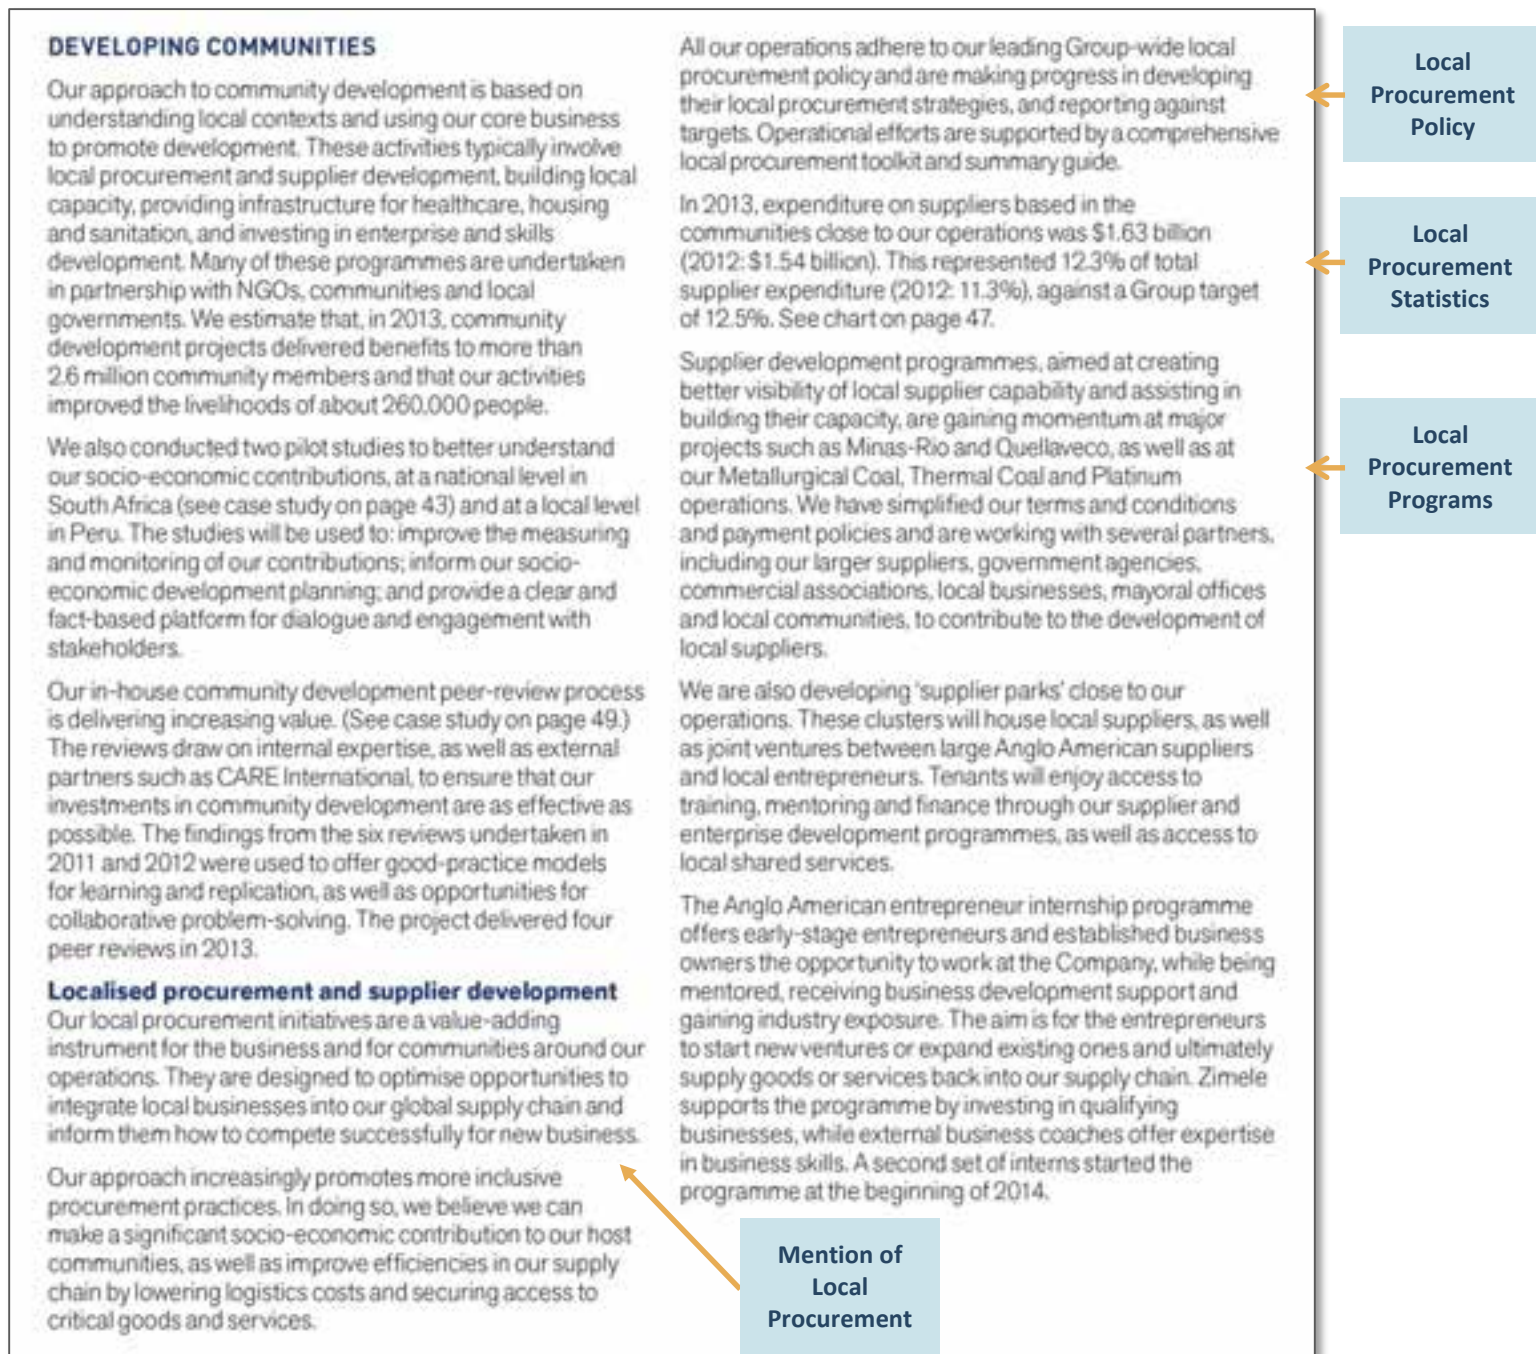 DEVELOPING COMMUNITIES
Our approach to community development is based on
understanding local contexts and using our core business
to promote development. These activities typically involve
local procurement and supplier development, building local
capacity, providing infrastructure for healthcare, housing
and sanitation, and investing in enterprise and skills
development. Many of these programmes are undertaken
in partnership with NGOs, communities and local
governments. We estimate that, in 2013, community
development projects delivered benefits to more than
2.6 million community members and that our activities
improved the livelihoods of about 260,000 people.
We also conducted two pilot studies to better understand
our socio-economic contributions, at a national level in
South Africa (see case study on page 43) and at a local level
in Peru. The studies will be used to: improve the measuring
and monitoring of our contributions; inform our socio-
economic development planning; and provide a clear and
fact-based platform for dialogue and engagement with
stakeholders.
Our in-house community development peer-review process
is delivering increasing value. (See case study on page 49.)
The reviews draw on internal expertise, as well as external
partners such as CARE International, to ensure that our
investments in community development are as effective as
possible. The findings from the six reviews undertaken in
2011 and 2012 were used to offer good-practice models
for learning and replication, as well as opportunities for
collaborative problem-solving. The project delivered four
peer reviews in 2013.
Localised procurement and supplier development
Our local procurement initiatives are a value-adding
instrument for the business and for communities around our
operations. They are designed to optimise opportunities to
integrate local businesses into our global supply chain and
inform them how to compete successfully for new business.
Our approach increasingly promotes more inclusive
procurement practices. In doing so, we believe we can
make a significant socio-economic contribution to our host
communities, as well as improve efficiencies in our supply
chain by lowering logistics costs and securing access to
critical goods and services.
All our operations adhere to our leading Group-wide local
procurement policy and are making progress in developing
their local procurement strategies, and reporting against
targets. Operational efforts are supported by a comprehensive
local procurement toolkit and summary guide.
In 2013, expenditure on suppliers based in the
communities close to our operations was $1.63 billion
(2012: $1.54 billion). This represented 12.3% of total
supplier expenditure (2012: 11.3%), against a Group target
of 12.5%. See chart on page 47.
Supplier development programmes, aimed at creating
better visibility of local supplier capability and assisting in
building their capacity, are gaining momentum at major
projects such as Minas-Rio and Quellaveco, as well as at
our Metallurgical Coal, Thermal Coal and Platinum
operations. We have simplified our terms and conditions
and payment policies and are working with several partners,
including our larger suppliers, government agencies,
commercial associations, local businesses, mayoral offices
and local communities, to contribute to the development of
local suppliers.
We are also developing 'supplier parks' close to our
operations. These clusters will house local suppliers, as well
as joint ventures between large Anglo American suppliers
and local entrepreneurs. Tenants will enjoy access to
training, mentoring and finance through our supplier and
enterprise development programmes, as well as access to
local shared services.
The Anglo American entrepreneur internship programme
offers early-stage entrepreneurs and established business
owners the opportunity to work at the Company, while being
mentored, receiving business development support and
gaining industry exposure. The aim is for the entrepreneurs
to start new ventures or expand existing ones and ultimately
supply goods or services back into our supply chain. Zimele
supports the programme by investing in qualifying
businesses, while external business coaches offer expertise
in business skills. A second set of interns started the
programme at the beginning of 2014.
Local
Procurement
Policy
Local
Procurement
Statistics
Local
Procurement
Programs
Mention of
Local
Procurement